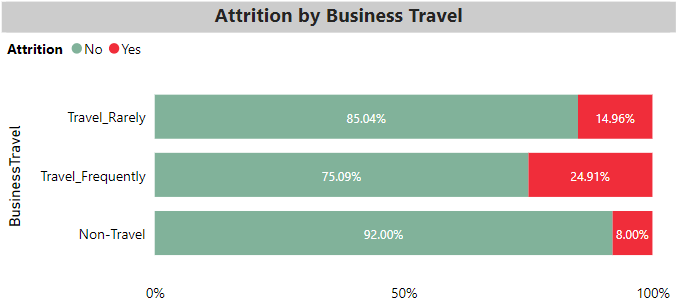 Attrition by Business Travel
Attrition No Yes
BusinessTravel
Travel_Rarely 85.04% 14.96%
Travel_Frequently 75.09% 24.91%
Non-Travel 92.00% 8.00%
0% 50% 100%